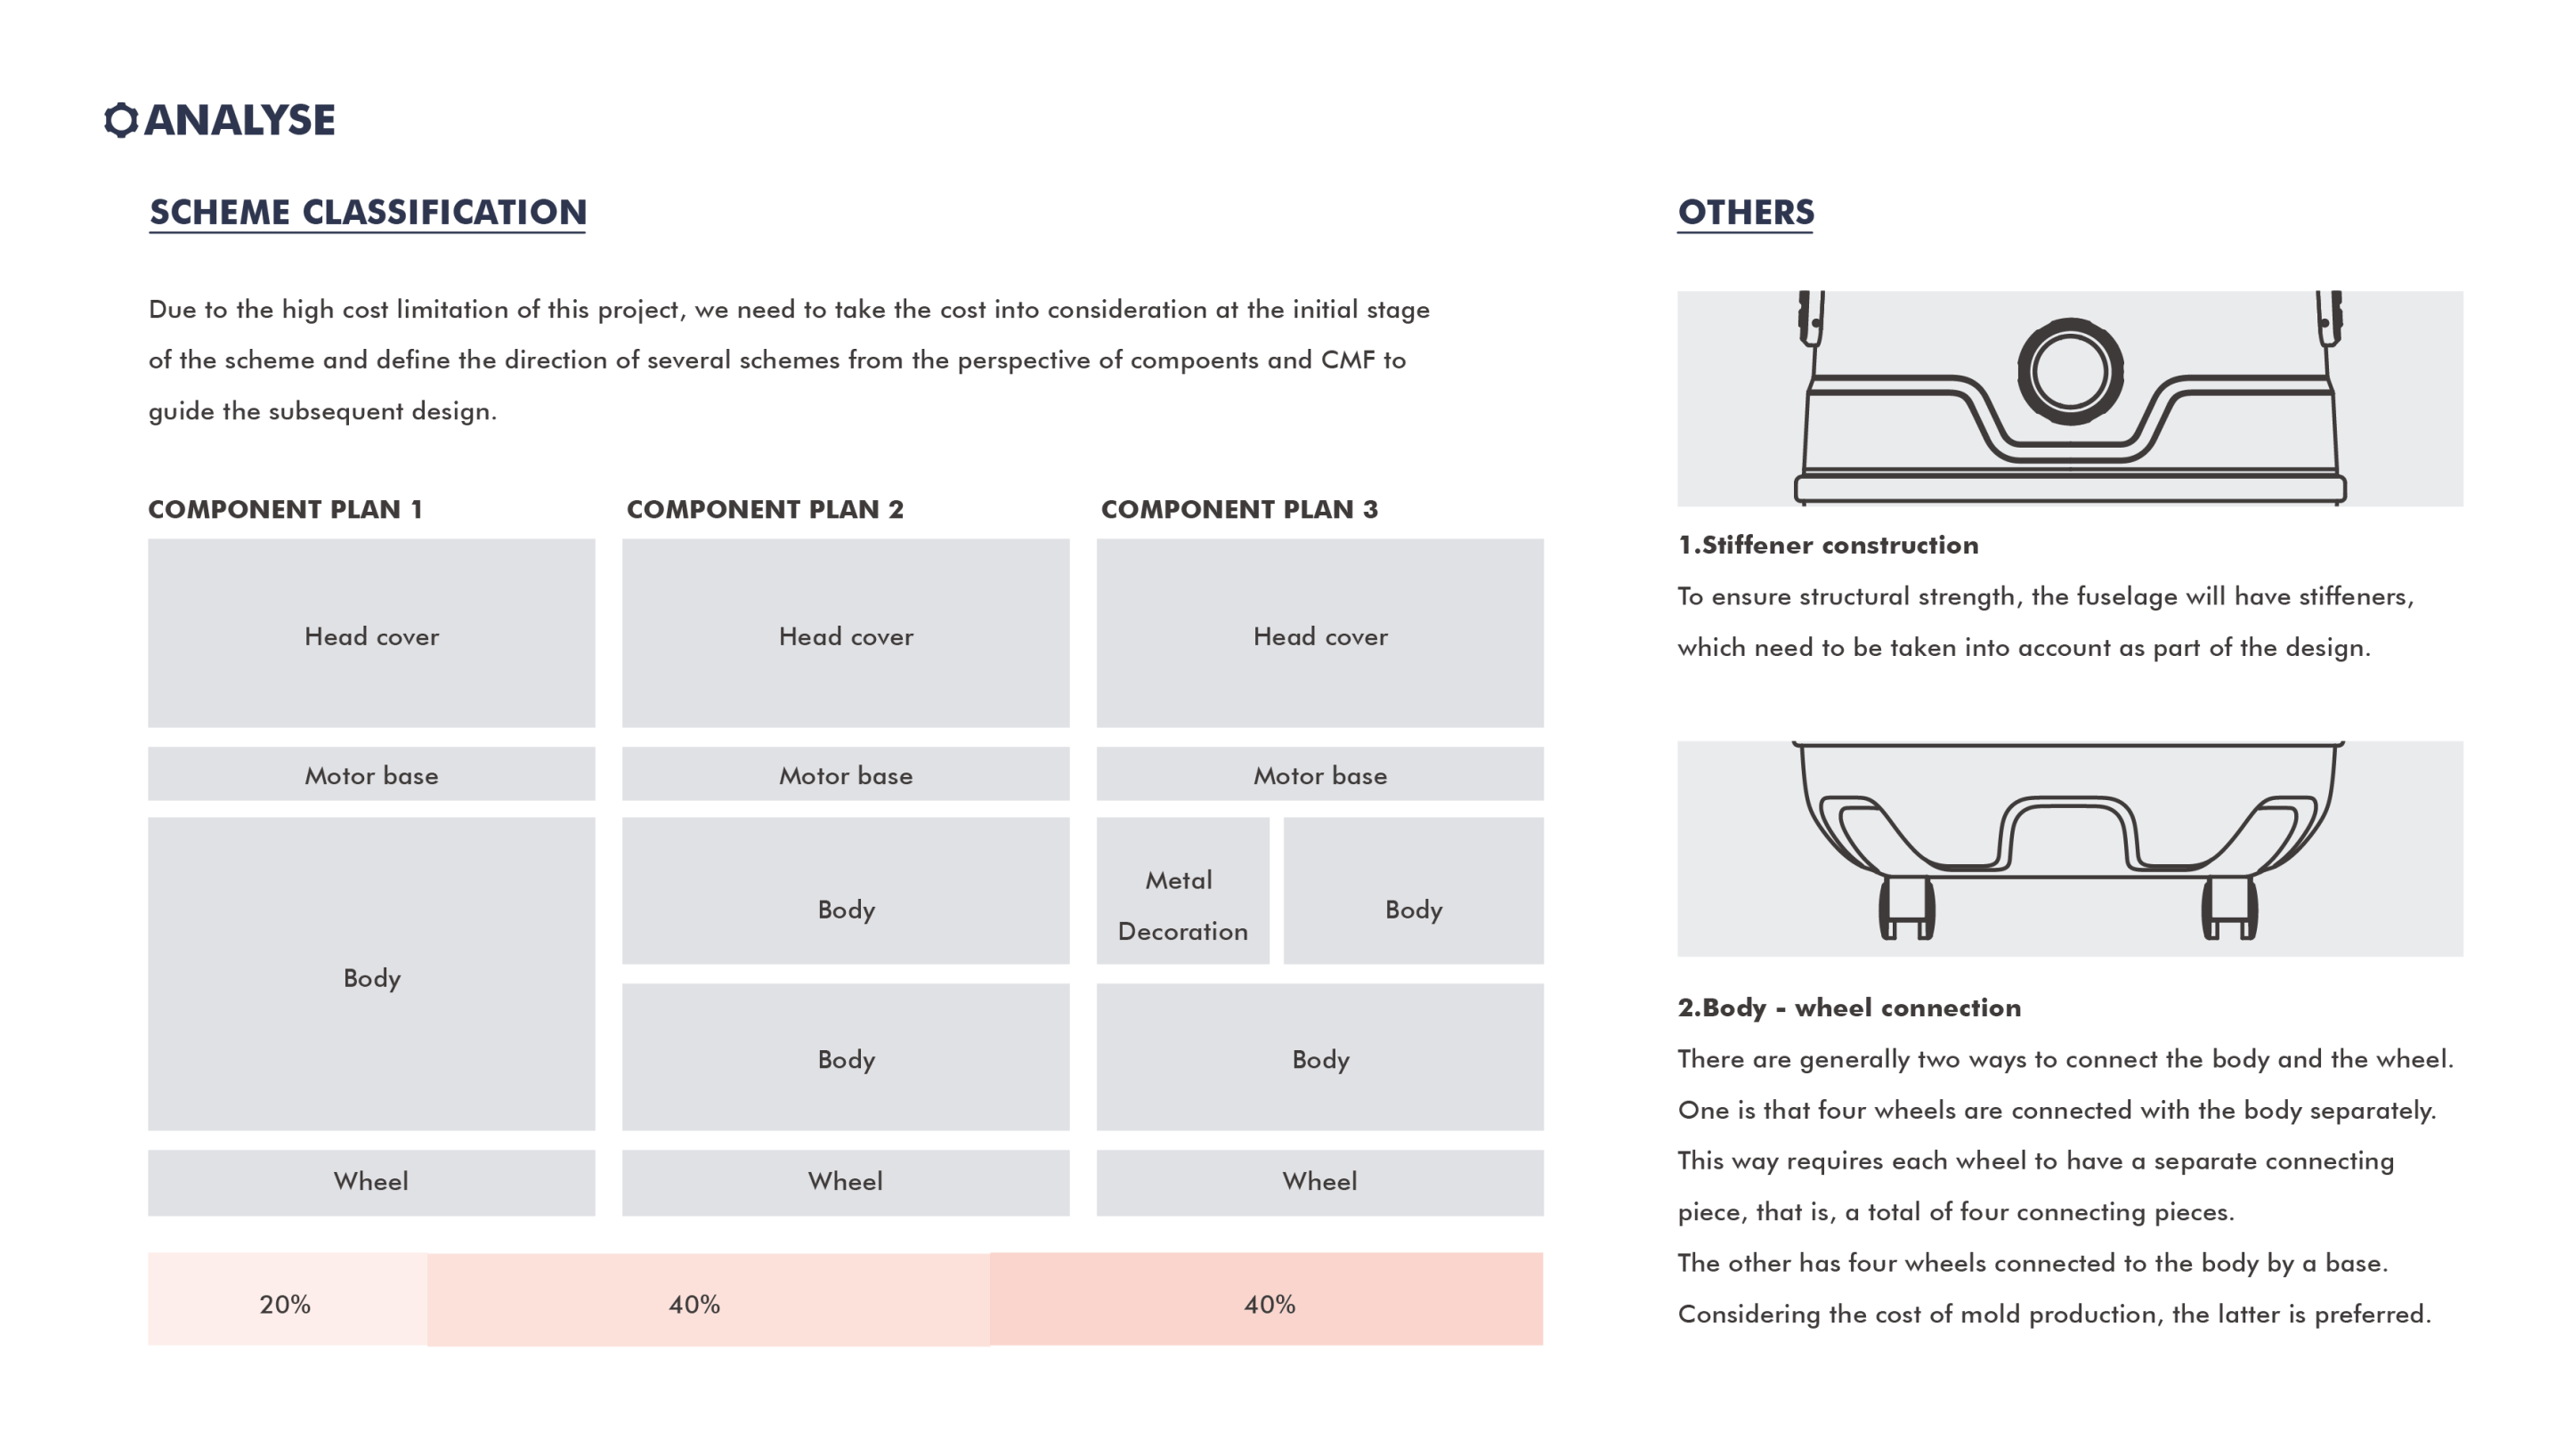 ANALYSE
SCHEME CLASSIFICATION
Due to the high cost limitation of this project, we need to take the cost into consideration at the initial stage
of the scheme and define the direction of several schemes from the perspective of compoents and CMF to
guide the subsequent design.
COMPONENT PLAN 1
Head cover
Motor base
Body
Wheel
COMPONENT PLAN 2
Head cover
Motor base
Body
Body
Wheel
COMPONENT PLAN 3
Head cover
Motor base
Metal
Decoration
Body
Body
Wheel
20%
40%
40%
OTHERS
1.Stiffener construction
To ensure structural strength, the fuselage will have stiffeners,
which need to be taken into account as part of the design.
2.Body - wheel connection
There are generally two ways to connect the body and the wheel.
One is that four wheels are connected with the body separately.
This way requires each wheel to have a separate connecting
piece, that is, a total of four connecting pieces.
The other has four wheels connected to the body by a base.
Considering the cost of mold production, the latter is preferred.